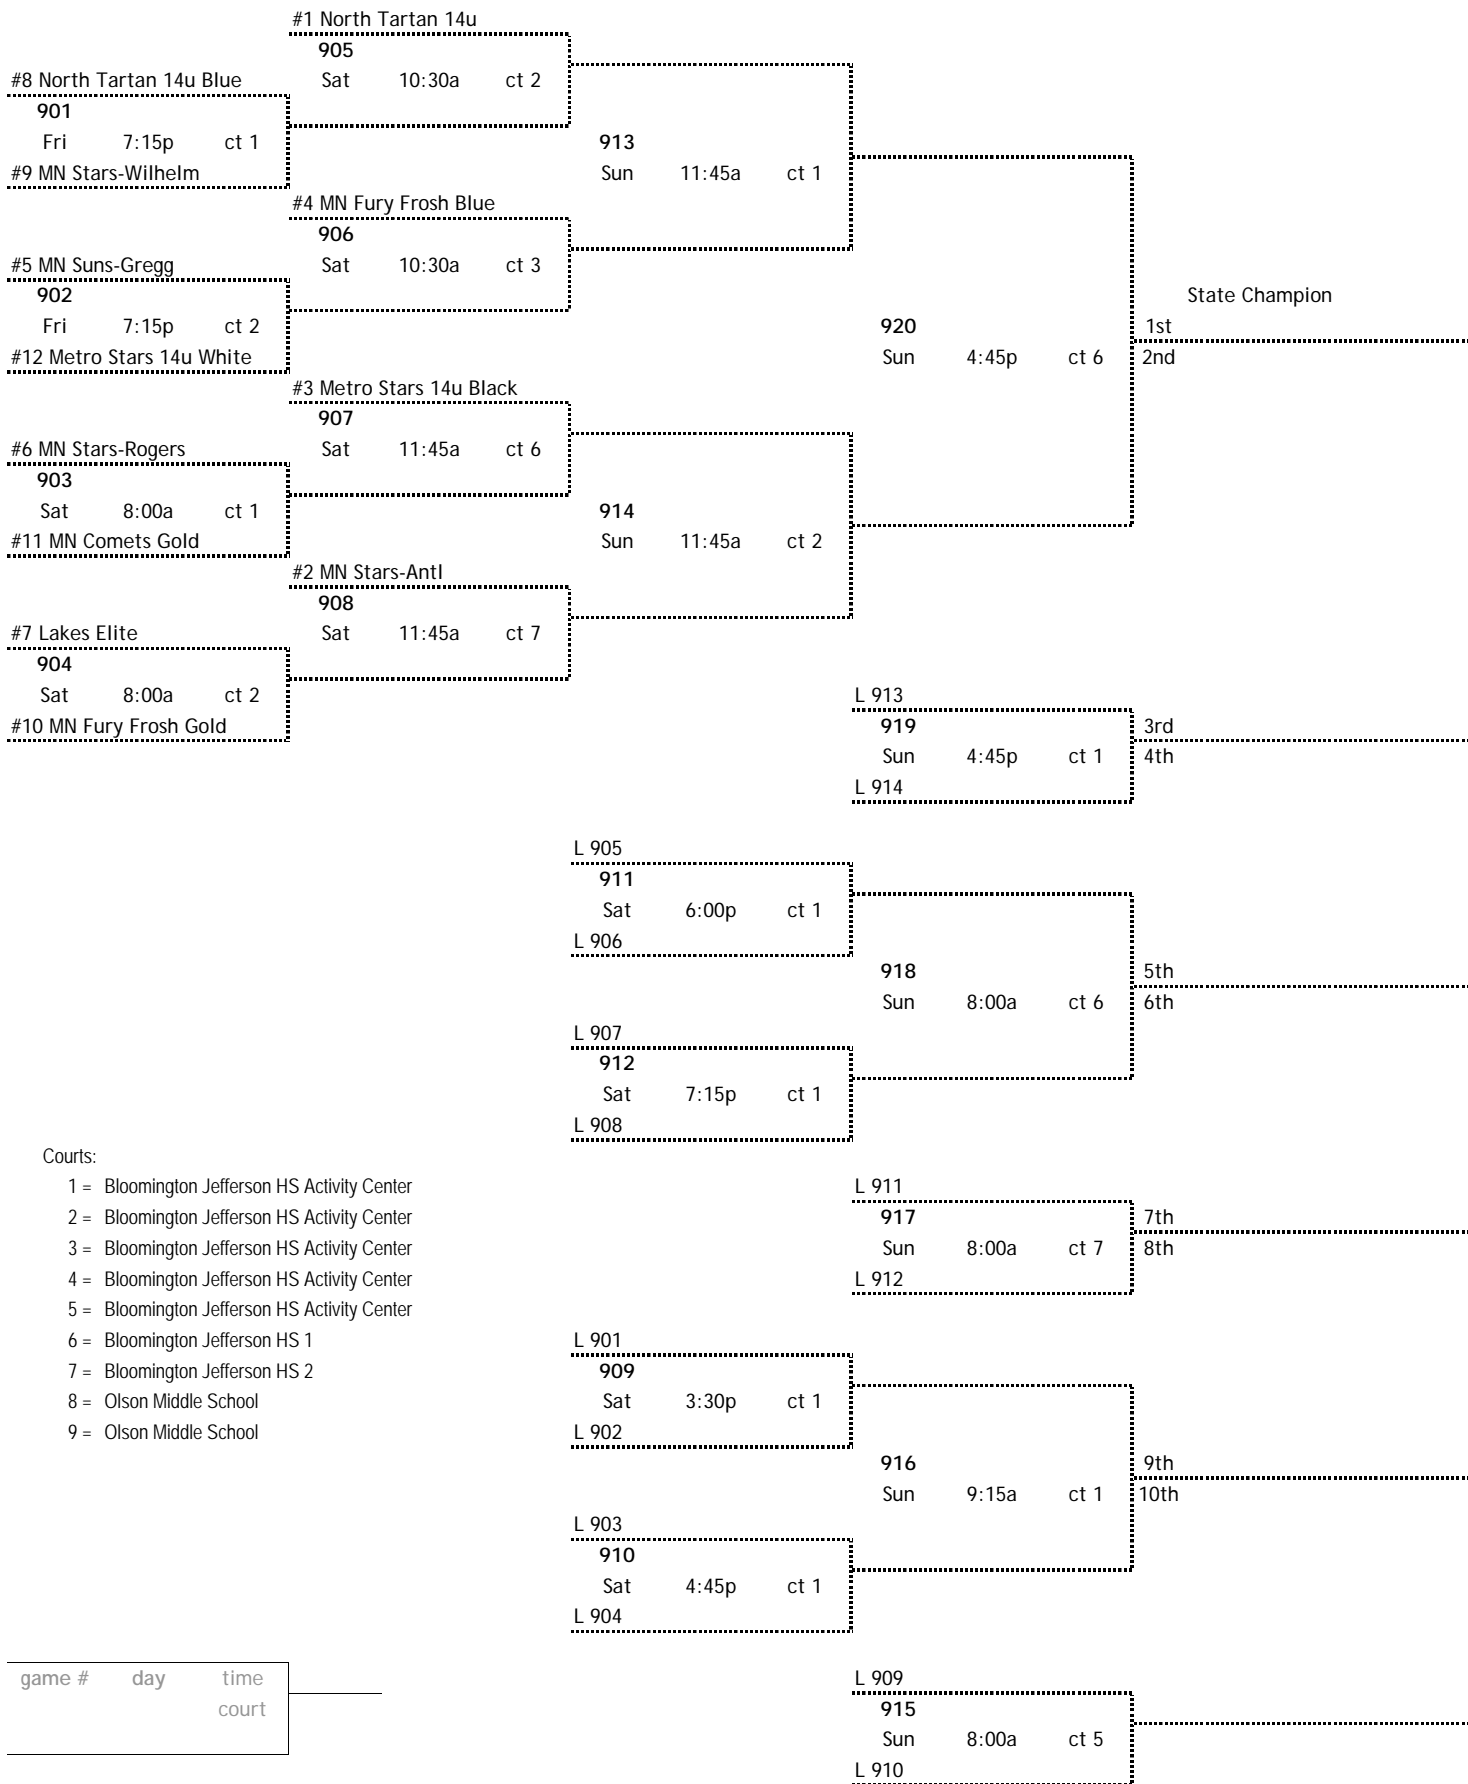 #1 North Tartan 14u
905
#8 North Tartan 14u Blue Sat 10:30a ct 2
901
Fri 7:15p ct 1 913
#9 MN Stars-Wilhelm Sun 11:45a ct 1
#4 MN Fury Frosh Blue
906
#5 MN Suns-Gregg Sat 10:30a ct 3
902 State Champion
Fri 7:15p ct 2 920 1st
#12 Metro Stars 14u White Sun 4:45p ct 6 2nd
#3 Metro Stars 14u Black
907
#6 MN Stars-Rogers Sat 11:45a ct 6
903
Sat 8:00a ct 1 914
#11 MN Comets Gold Sun 11:45a ct 2
#2 MN Stars-Antl
908
#7 Lakes Elite Sat 11:45a ct 7
904
Sat 8:00a ct 2 L 913
#10 MN Fury Frosh Gold 919 3rd
Sun 4:45p ct 1 4th
L 914
L 905
911
Sat 6:00p ct 1
L 906
918 5th
Sun 8:00a ct 6 6th
L 907
912
Sat 7:15p ct 1
L 908
Courts:
1 = Bloomington Jefferson HS Activity Center L 911
2 = Bloomington Jefferson HS Activity Center 917 7th
3 = Bloomington Jefferson HS Activity Center Sun 8:00a ct 7 8th
4 = Bloomington Jefferson HS Activity Center L 912
5 = Bloomington Jefferson HS Activity Center
6 = Bloomington Jefferson HS 1 L 901
7 = Bloomington Jefferson HS 2 909
8 = Olson Middle School Sat 3:30p ct 1
9 = Olson Middle School L 902
916 9th
Sun 9:15a ct 1 10th
L 903
910
Sat 4:45p ct 1
L 904
game # day time L 909
court 915
Sun 8:00a ct 5
L 910